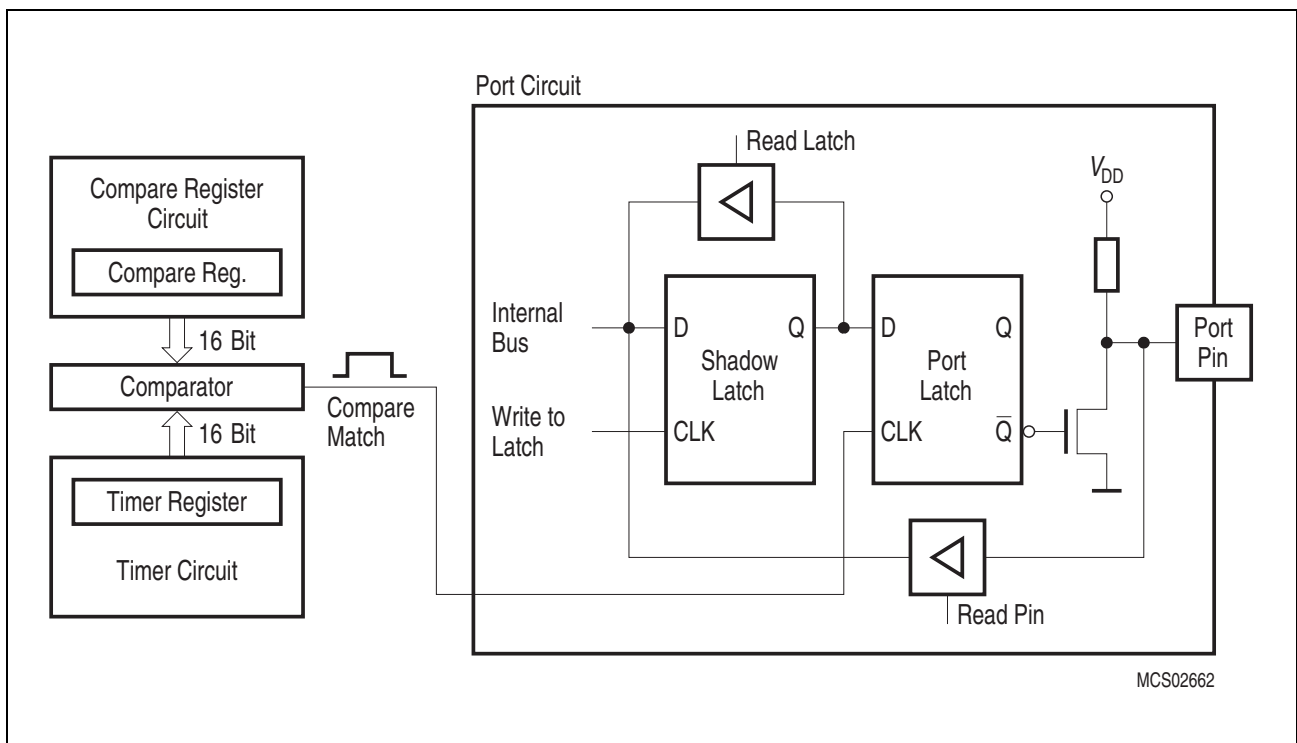 Port Circuit
Compare Register
Circuit
Compare Reg.
16 Bit
Comparator
16 Bit
Timer Register
Timer Circuit
Compare
Match
Read Latch
Internal
Bus
Write to
Latch
D
Q
Shadow
Latch
CLK
D
Q
Port
Latch
CLK
Q̅
VDD
Port
Pin
Read Pin
MCS02662